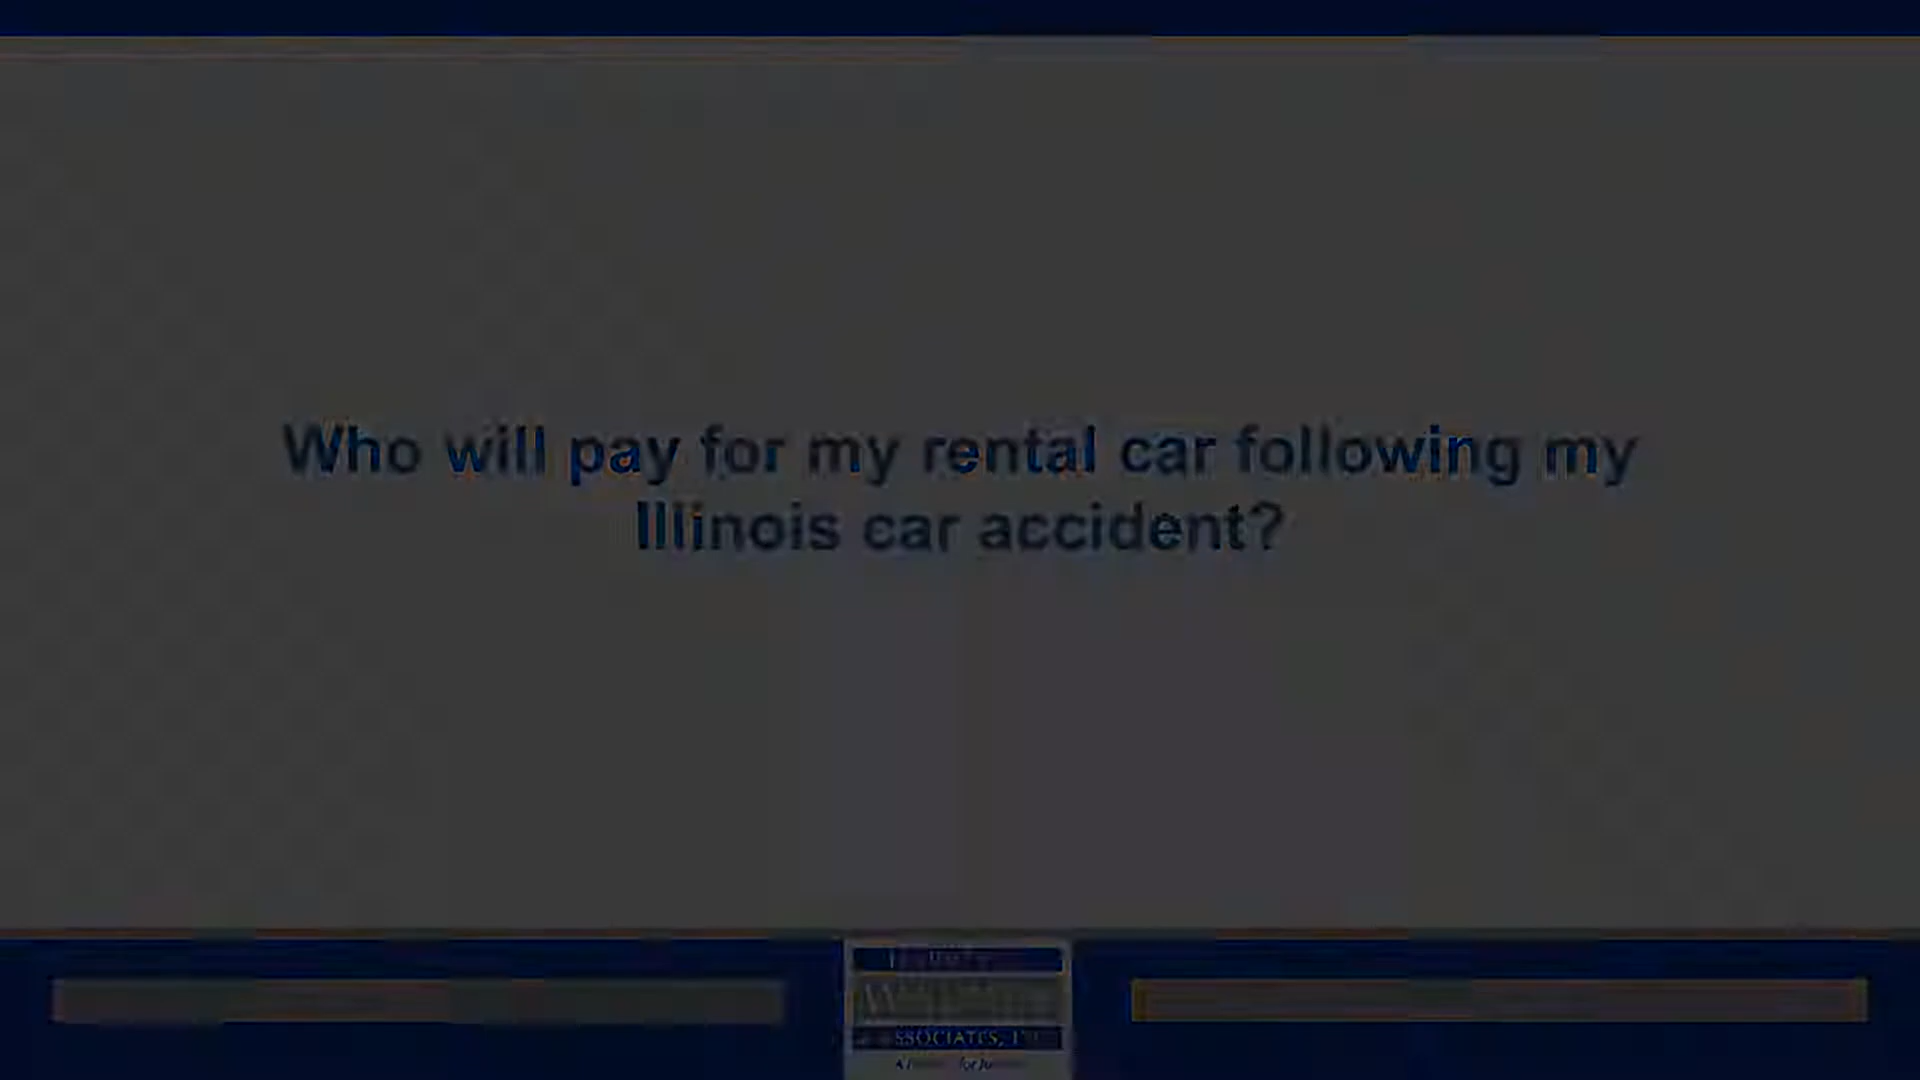 Who will pay for my rental car following my
Illinois car accident?